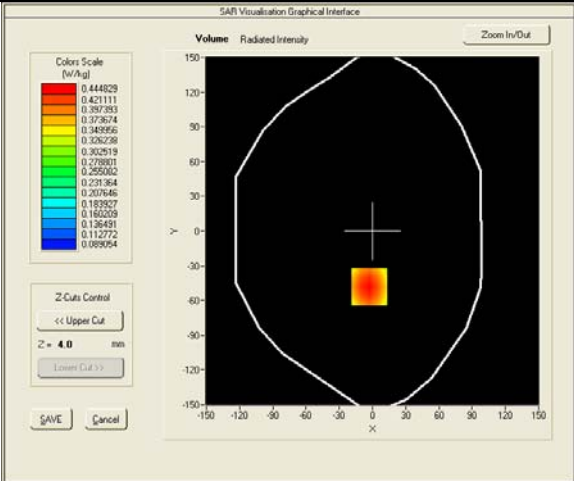 SAR Visualisation Graphical Interface
Volume Radiated Intensity
Zoom In/Out
Colors Scale
(W/kg)
0.444829
0.421111
0.397393
0.373674
0.349956
0.326238
0.302519
0.278801
0.255082
0.231364
0.207646
0.183927
0.160209
0.136491
0.112772
0.089054
150
120
90
60
30
0
-30
-60
-90
-120
-150
Y
-150 -120 -90 -60 -30 0 30 60 90 120 150
X
Z-Cuts Control
<< Upper Cut
Z = 4.0 mm
Lower Cut >>
SAVE Cancel